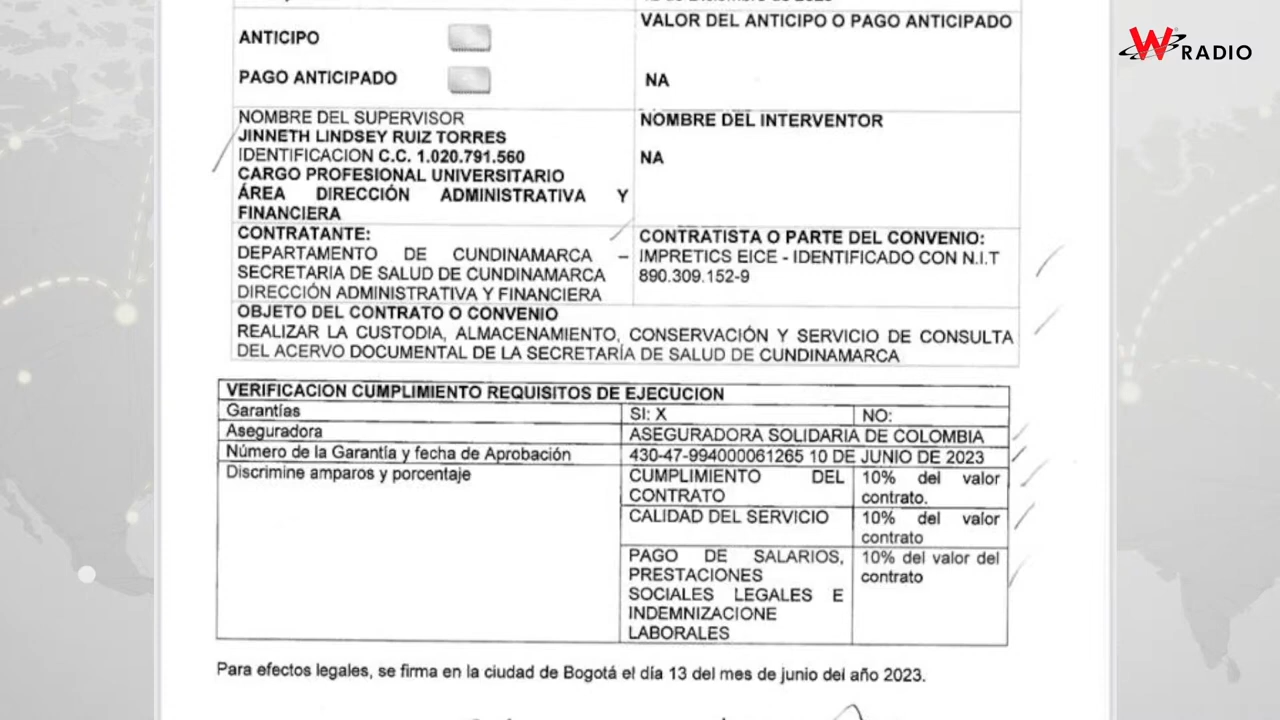 VALOR DEL ANTICIPO O PAGO ANTICIPADO
ANTICIPO
PAGO ANTICIPADO
NA
NOMBRE DEL SUPERVISOR
JINNETH LINDSEY RUIZ TORRES
IDENTIFICACION C.C. 1.020.791.560
CARGO PROFESIONAL UNIVERSITARIO
ÁREA DIRECCIÓN ADMINISTRATIVA Y
FINANCIERA
NOMBRE DEL INTERVENTOR
NA
CONTRATANTE:
DEPARTAMENTO DE CUNDINAMARCA –
SECRETARIA DE SALUD DE CUNDINAMARCA
DIRECCIÓN ADMINISTRATIVA Y FINANCIERA
CONTRATISTA O PARTE DEL CONVENIO:
IMPRETICS EICE - IDENTIFICADO CON N.I.T
890.309.152-9
OBJETO DEL CONTRATO O CONVENIO
REALIZAR LA CUSTODIA, ALMACENAMIENTO, CONSERVACIÓN Y SERVICIO DE CONSULTA
DEL ACERVO DOCUMENTAL DE LA SECRETARÍA DE SALUD DE CUNDINAMARCA
VERIFICACION CUMPLIMIENTO REQUISITOS DE EJECUCION
Garantías SI: X NO:
Aseguradora ASEGURADORA SOLIDARIA DE COLOMBIA
Número de la Garantía y fecha de Aprobación 430-47-994000061265 10 DE JUNIO DE 2023
Discrimine amparos y porcentaje
CUMPLIMIENTO DEL
CONTRATO
10% del valor
contrato.
CALIDAD DEL SERVICIO
10% del valor
contrato
PAGO DE SALARIOS,
PRESTACIONES
SOCIALES LEGALES E
INDEMNIZACIONE
LABORALES
10% del valor del
contrato
Para efectos legales, se firma en la ciudad de Bogotá el día 13 del mes de junio del año 2023.
W RADIO